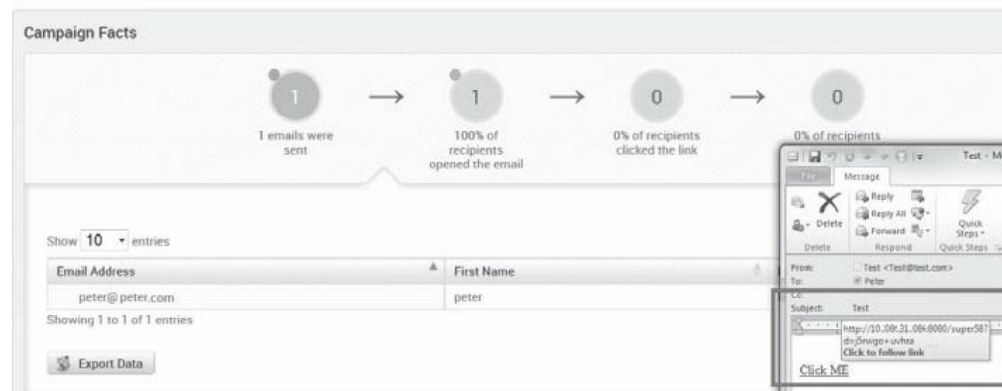 Campaign Facts
1
1
0
0
1 emails were
sent
100% of
recipients
opened the email
0% of recipients
clicked the link
0% of recipients
Show 10 entries
Email Address
First Name
peter@peter.com
peter
Showing 1 to 1 of 1 entries
Export Data
Test - M
File
Message
Delete
Reply
Reply All
Forward
Quick
Steps
Delete
Respond
Quick Steps
From: Test <Test@test.com>
To: Peter
Cc:
Subject: Test
Click to follow link
Click ME